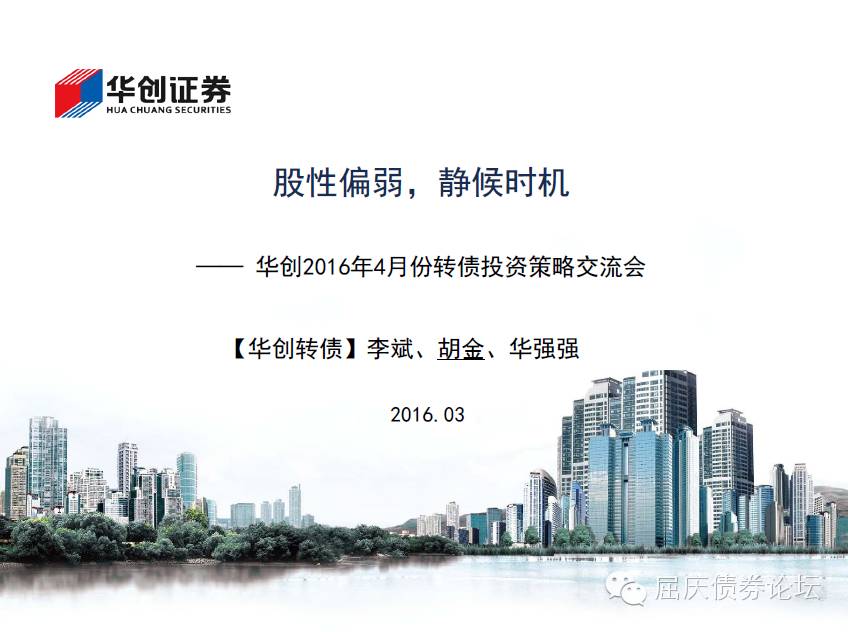 华创证券
HUA CHUANG SECURITIES
股性偏弱，静候时机
—— 华创2016年4月份转债投资策略交流会
【华创转债】李斌、胡金、华强强
2016.03
屈庆债券论坛